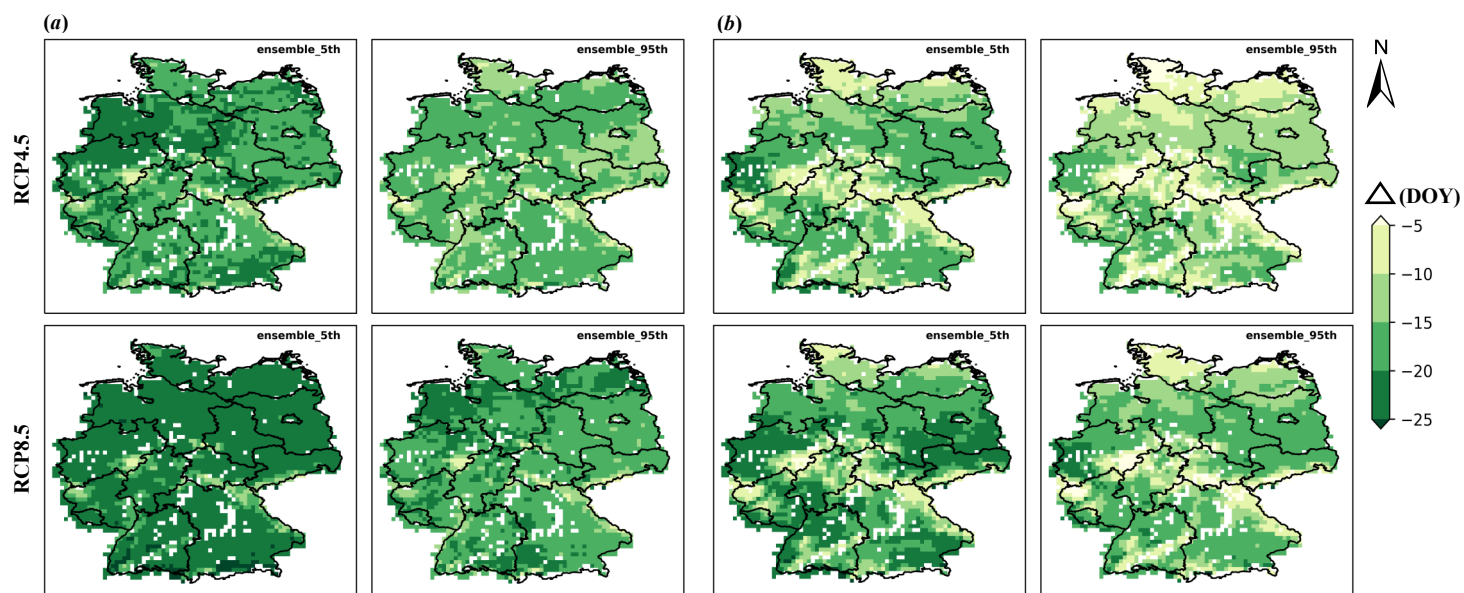 (a)
(b)
ensemble_5th
ensemble_95th
ensemble_5th
ensemble_95th
N
RCP4.5
△ (DOY)
−5
−10
−15
−20
−25
ensemble_5th
ensemble_95th
ensemble_5th
ensemble_95th
RCP8.5